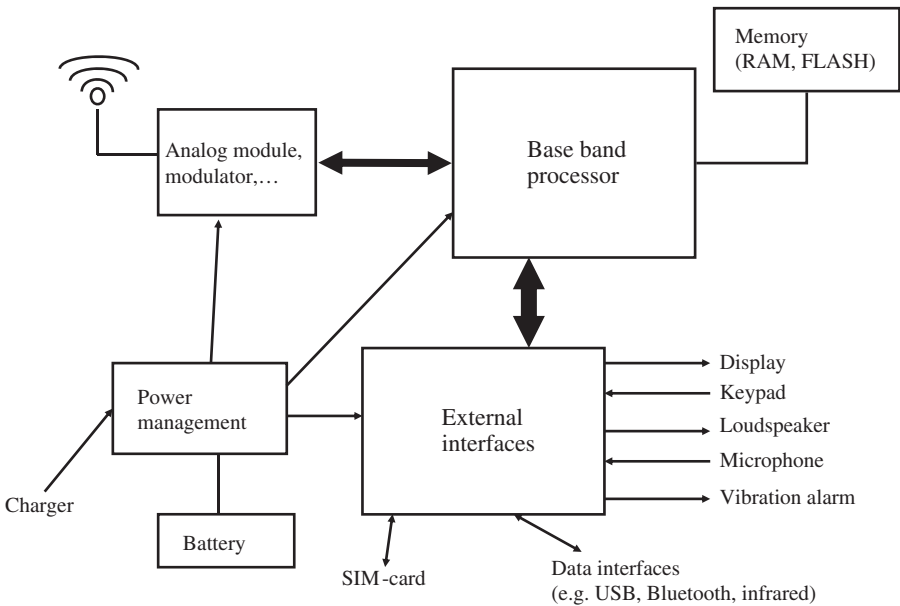 Memory
(RAM, FLASH)
Analog module,
modulator,…
Base band
processor
Power
management
External
interfaces
Display
Keypad
Loudspeaker
Microphone
Vibration alarm
Charger
Battery
SIM-card
Data interfaces
(e.g. USB, Bluetooth, infrared)